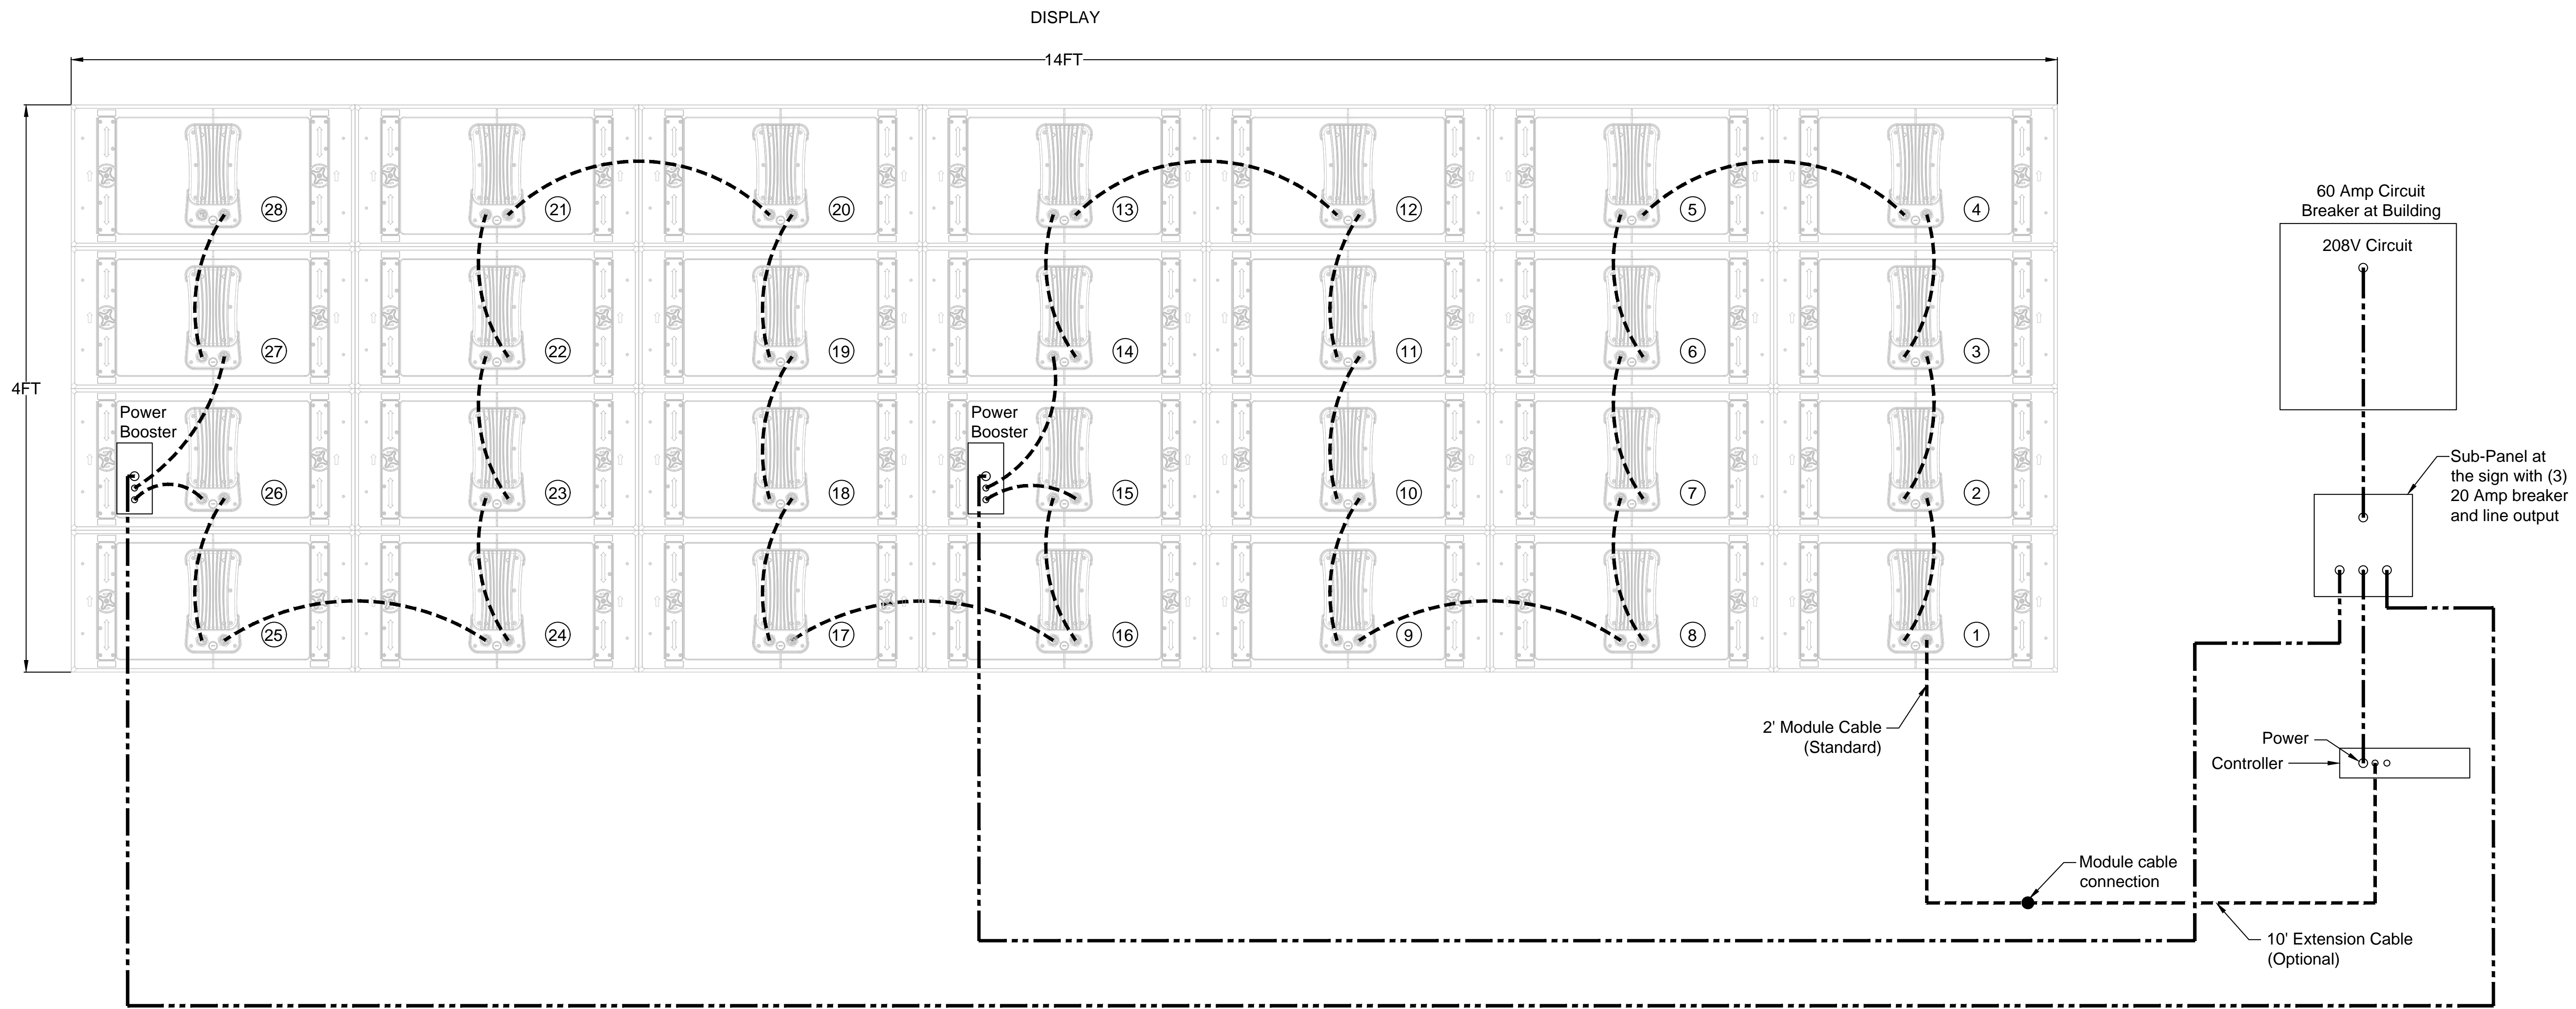 DISPLAY
14FT
4FT
28
21
20
13
12
5
4
27
22
19
14
11
6
3
Power
Booster
26
23
18
Power
Booster
15
10
7
2
25
24
17
16
9
8
1
60 Amp Circuit
Breaker at Building
208V Circuit
Sub-Panel at
the sign with (3)
20 Amp breaker
and line output
2' Module Cable
(Standard)
Power
Controller
Module cable
connection
10' Extension Cable
(Optional)